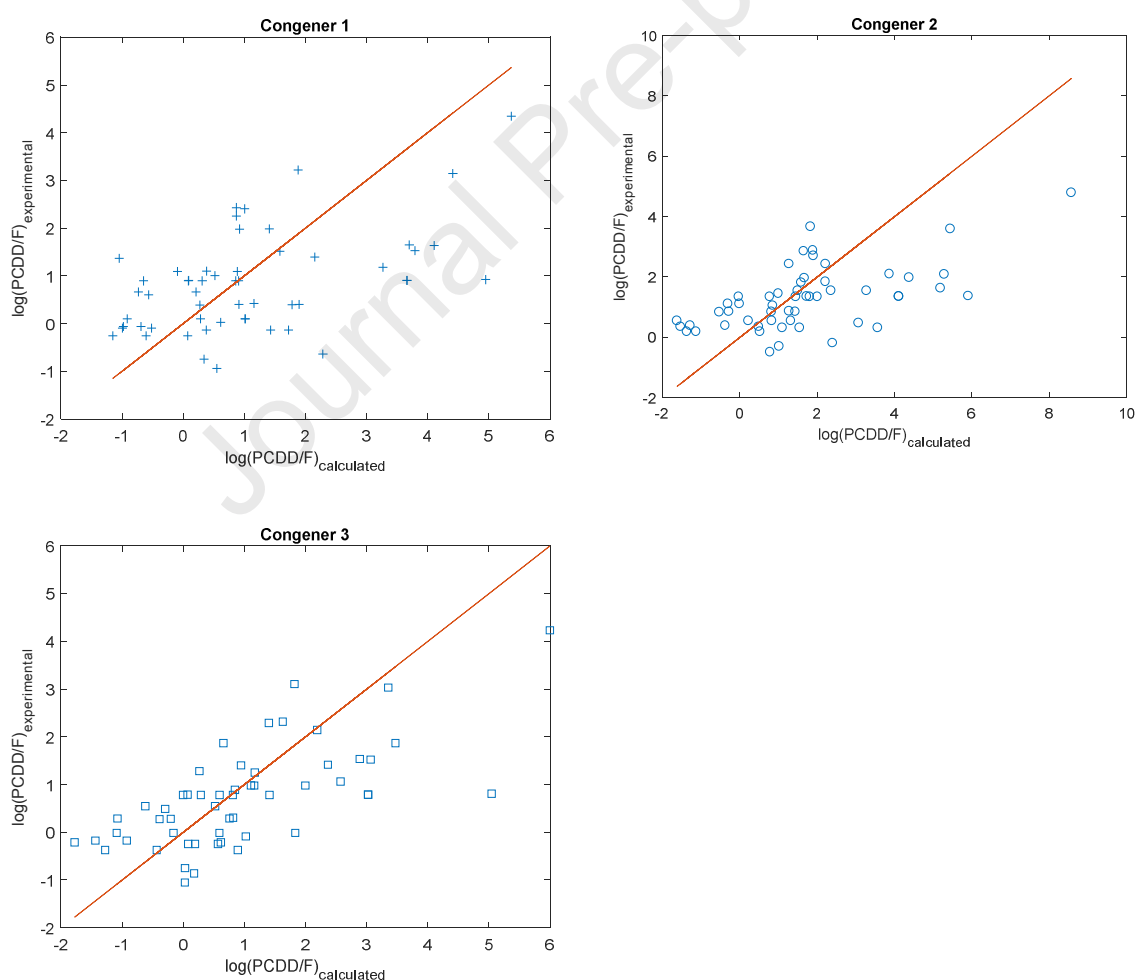 Congener 1
6
5
4
3
2
1
0
-1
-2
-2 -1 0 1 2 3 4 5 6
log(PCDD/F)experimental
log(PCDD/F)calculated
Congener 2
10
8
6
4
2
0
-2
-2 0 2 4 6 8 10
log(PCDD/F)experimental
log(PCDD/F)calculated
Journal Pre-p
Congener 3
6
5
4
3
2
1
0
-1
-2
-2 -1 0 1 2 3 4 5 6
log(PCDD/F)experimental
log(PCDD/F)calculated